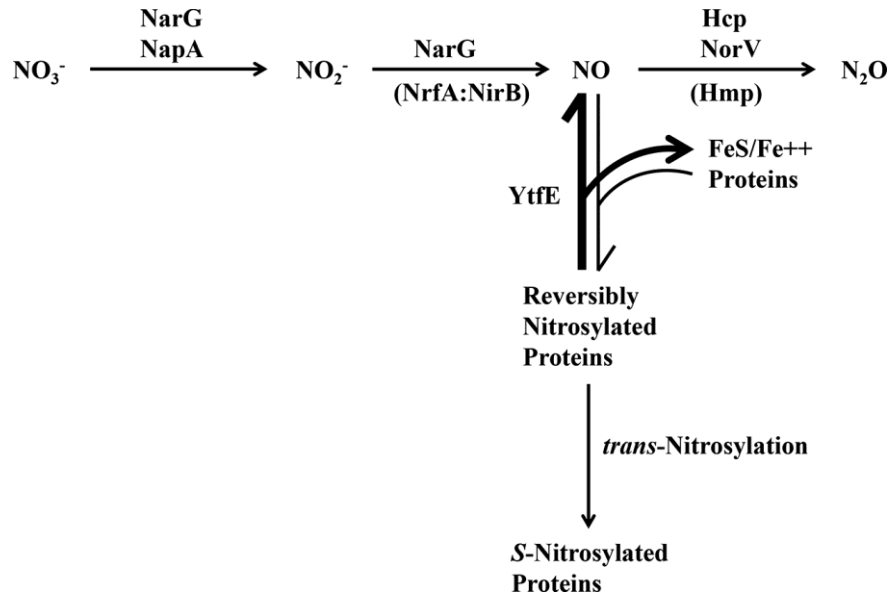 NarG
NapA
NO₃⁻
NO₂⁻
NarG
(NrfA:NirB)
NO
Hcp
NorV
(Hmp)
N₂O
YtfE
FeS/Fe++
Proteins
Reversibly
Nitrosylated
Proteins
trans-Nitrosylation
S-Nitrosylated
Proteins